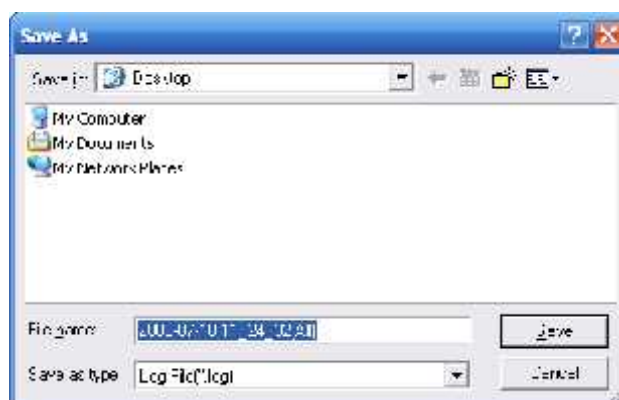 Save As
Save in: Desktop
My Computer
My Documents
My Network Places
File name:
Save
Save as type Log File(*.log)
Cancel